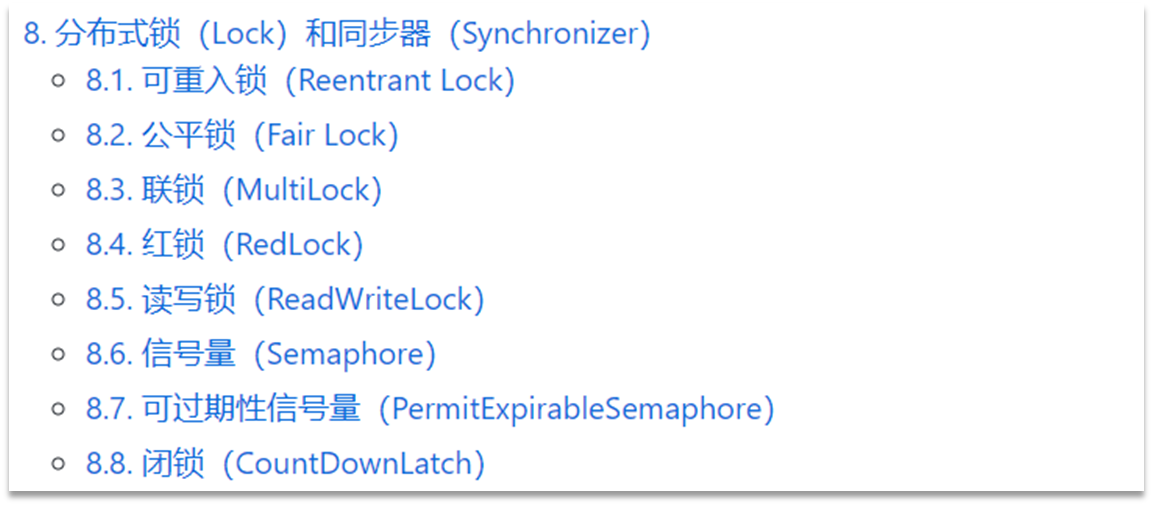 8. 分布式锁（Lock）和同步器（Synchronizer）
8.1. 可重入锁（Reentrant Lock）
8.2. 公平锁（Fair Lock）
8.3. 联锁（MultiLock）
8.4. 红锁（RedLock）
8.5. 读写锁（ReadWriteLock）
8.6. 信号量（Semaphore）
8.7. 可过期性信号量（PermitExpirableSemaphore）
8.8. 闭锁（CountDownLatch）